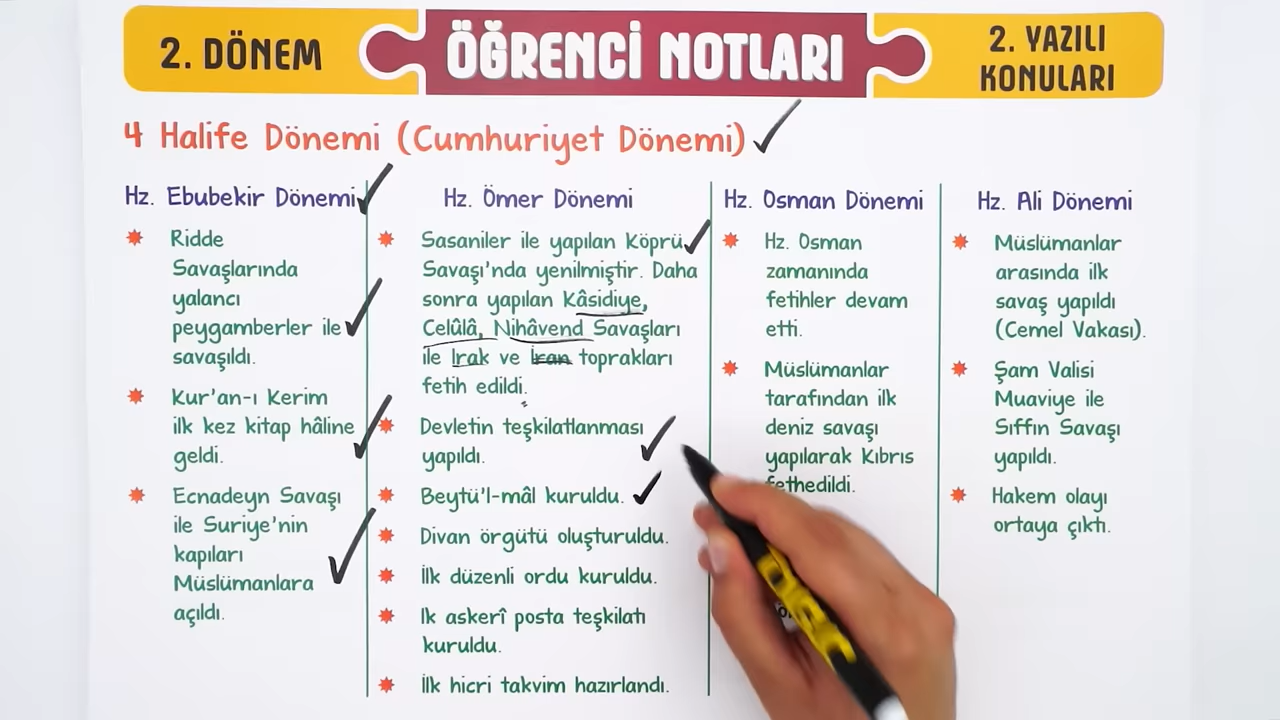 2. DÖNEM
ÖĞRENCİ NOTLARI
2. YAZILI
KONULARI
4 Halife Dönemi (Cumhuriyet Dönemi)
Hz. Ebubekir Dönemi
Ridde
Savaşlarında
yalancı
peygamberler ile
savaşıldı.
Kur'an-ı Kerim
ilk kez kitap hâline
geldi.
Ecnadeyn Savaşı
ile Suriye'nin
kapıları
Müslümanlara
açıldı.
Hz. Ömer Dönemi
Sasaniler ile yapılan Köprü
Savaşı'nda yenilmiştir. Daha
sonra yapılan Kâsidiye,
Celûlâ, Nihâvend Savaşları
ile Irak ve İran toprakları
fetih edildi.
Devletin teşkilatlanması
yapıldı.
Beytü'l-mâl kuruldu.
Divan örgütü oluşturuldu.
İlk düzenli ordu kuruldu.
Ik askerî posta teşkilatı
kuruldu.
İlk hicri takvim hazırlandı.
Hz. Osman Dönemi
Hz. Osman
zamanında
fetihler devam
etti.
Müslümanlar
tarafından ilk
deniz savaşı
yapılarak Kıbrıs
fethedildi.
Hz. Ali Dönemi
Müslümanlar
arasında ilk
savaş yapıldı
(Cemel Vakası).
Şam Valisi
Muaviye ile
Sıffin Savaşı
yapıldı.
Hakem olayı
ortaya çıktı.